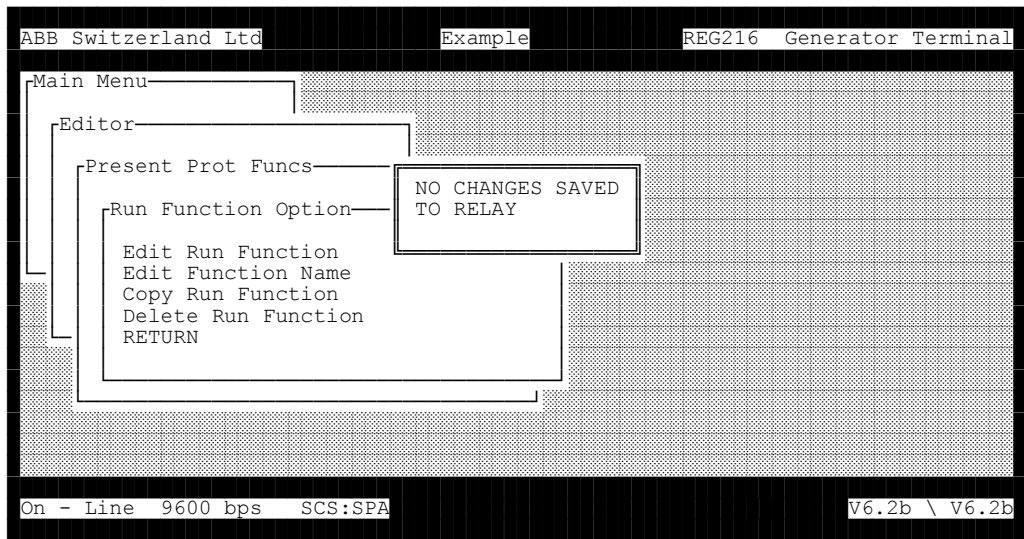 ABB Switzerland Ltd Example REG216 Generator Terminal
Main Menu
Editor
Present Prot Funcs
NO CHANGES SAVED
TO RELAY
Run Function Option
Edit Run Function
Edit Function Name
Copy Run Function
Delete Run Function
RETURN
On - Line 9600 bps SCS:SPA V6.2b \ V6.2b